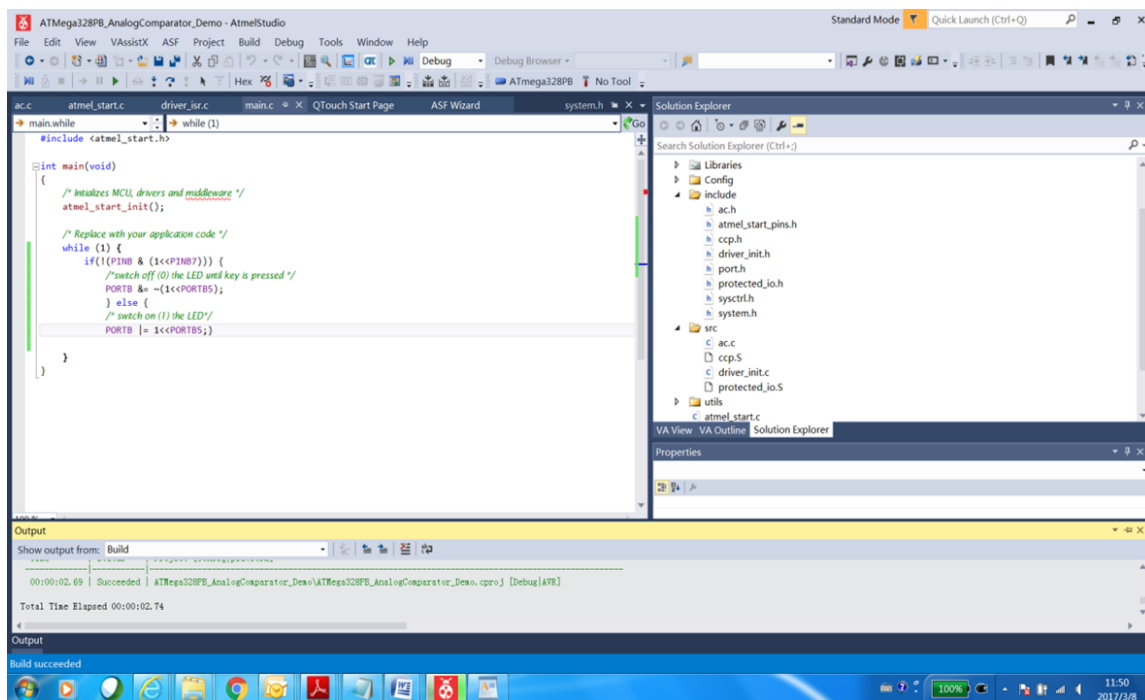 ATMega328PB_AnalogComparator_Demo - AtmelStudio
Standard Mode
Quick Launch (Ctrl+Q)
File Edit View VAssistX ASF Project Build Debug Tools Window Help
Debug
Debug Browser
Hex
ATmega328PB
No Tool
ac.c atmel_start.c driver_isr.c main.c QTouch Start Page ASF Wizard system.h
main.while
while (1)
Go
#include <atmel_start.h>
int main(void)
{
/* Initializes MCU, drivers and middleware */
atmel_start_init();
/* Replace with your application code */
while (1) {
if(!(PINB & (1<<PINB7))) {
/*swtch off (0) the LED until key is pressed */
PORTB &= ~(1<<PORTB5);
} else {
/* swtch on (1) the LED*/
PORTB |= 1<<PORTB5;}
}
}
Solution Explorer
Search Solution Explorer (Ctrl+;)
Libraries
Config
include
ac.h
atmel_start_pins.h
ccp.h
driver_init.h
port.h
protected_io.h
sysctrl.h
system.h
src
ac.c
ccp.S
driver_init.c
protected_io.S
utils
atmel_start.c
VA View VA Outline Solution Explorer
Properties
100 %
Output
Show output from: Build
00:00:02.69 | Succeeded | ATMega328PB_AnalogComparator_Demo\ATMega328PB_AnalogComparator_Demo.cproj [Debug|AVR]
Total Time Elapsed 00:00:02.74
Output
Build succeeded
100%
11:50
2017/3/8